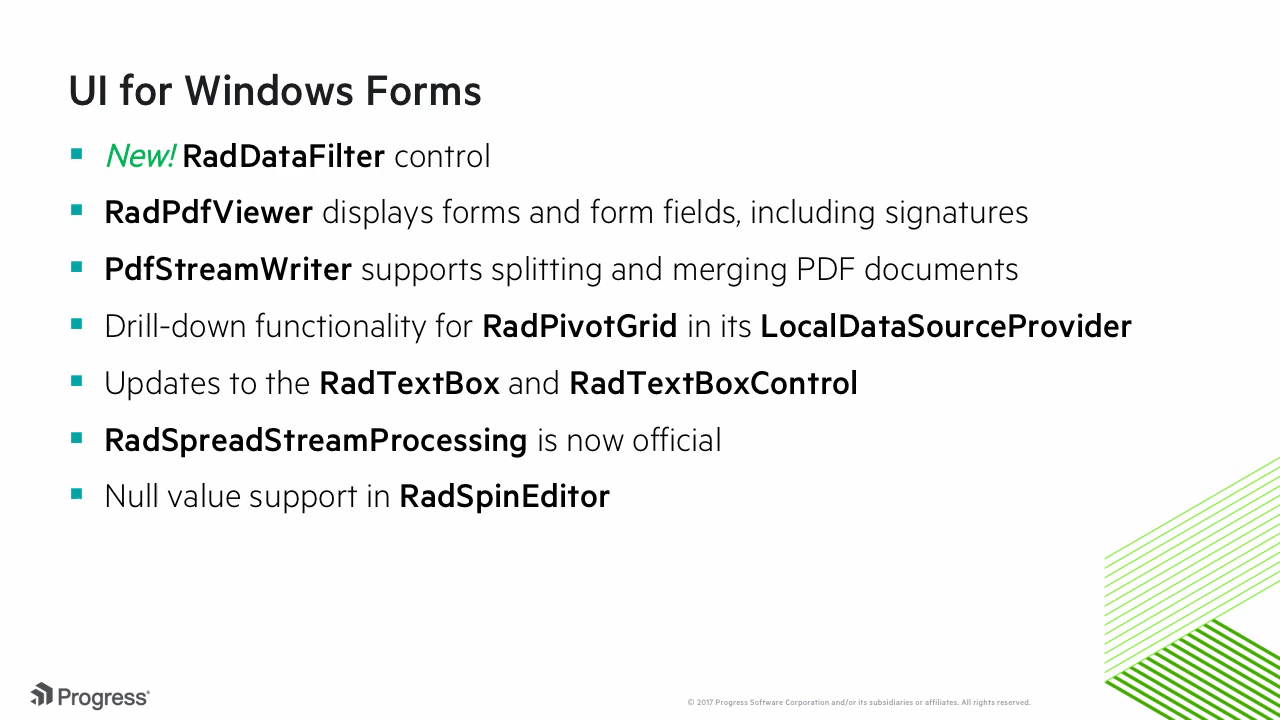 UI for Windows Forms
New! RadDataFilter control
RadPdfViewer displays forms and form fields, including signatures
PdfStreamWriter supports splitting and merging PDF documents
Drill-down functionality for RadPivotGrid in its LocalDataSourceProvider
Updates to the RadTextBox and RadTextBoxControl
RadSpreadStreamProcessing is now official
Null value support in RadSpinEditor
Progress®
© 2017 Progress Software Corporation and/or its subsidiaries or affiliates. All rights reserved.